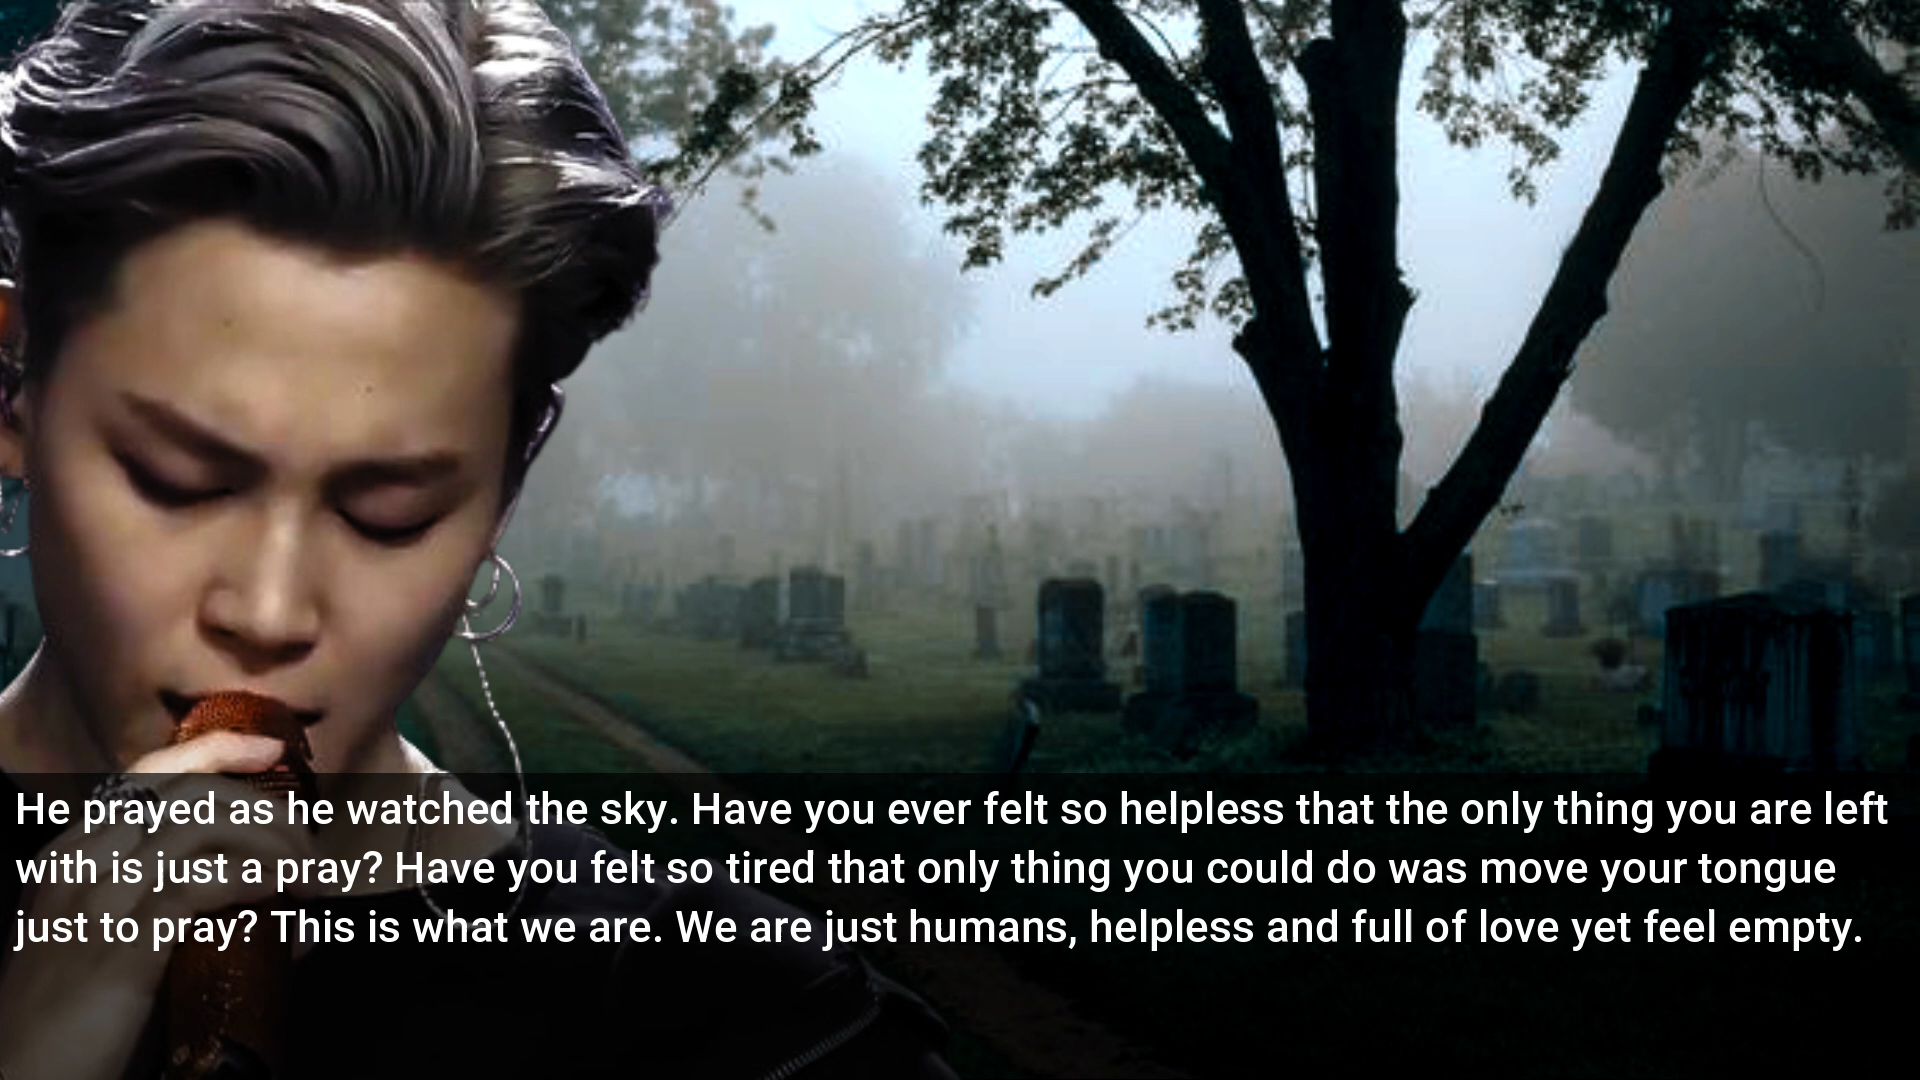 He prayed as he watched the sky. Have you ever felt so helpless that the only thing you are left
with is just a pray? Have you felt so tired that only thing you could do was move your tongue
just to pray? This is what we are. We are just humans, helpless and full of love yet feel empty.